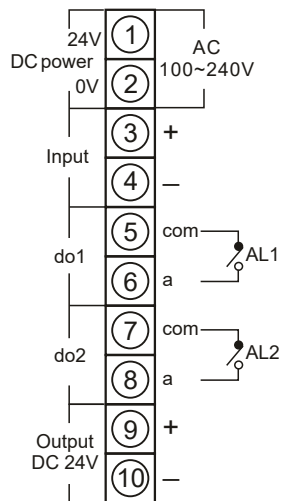 24V ① AC
DC power 100~240V
0V ②
③ +
Input
④ –
⑤ com
do1 AL1
⑥ a
⑦ com
do2 AL2
⑧ a
⑨ +
Output
DC 24V
⑩ –